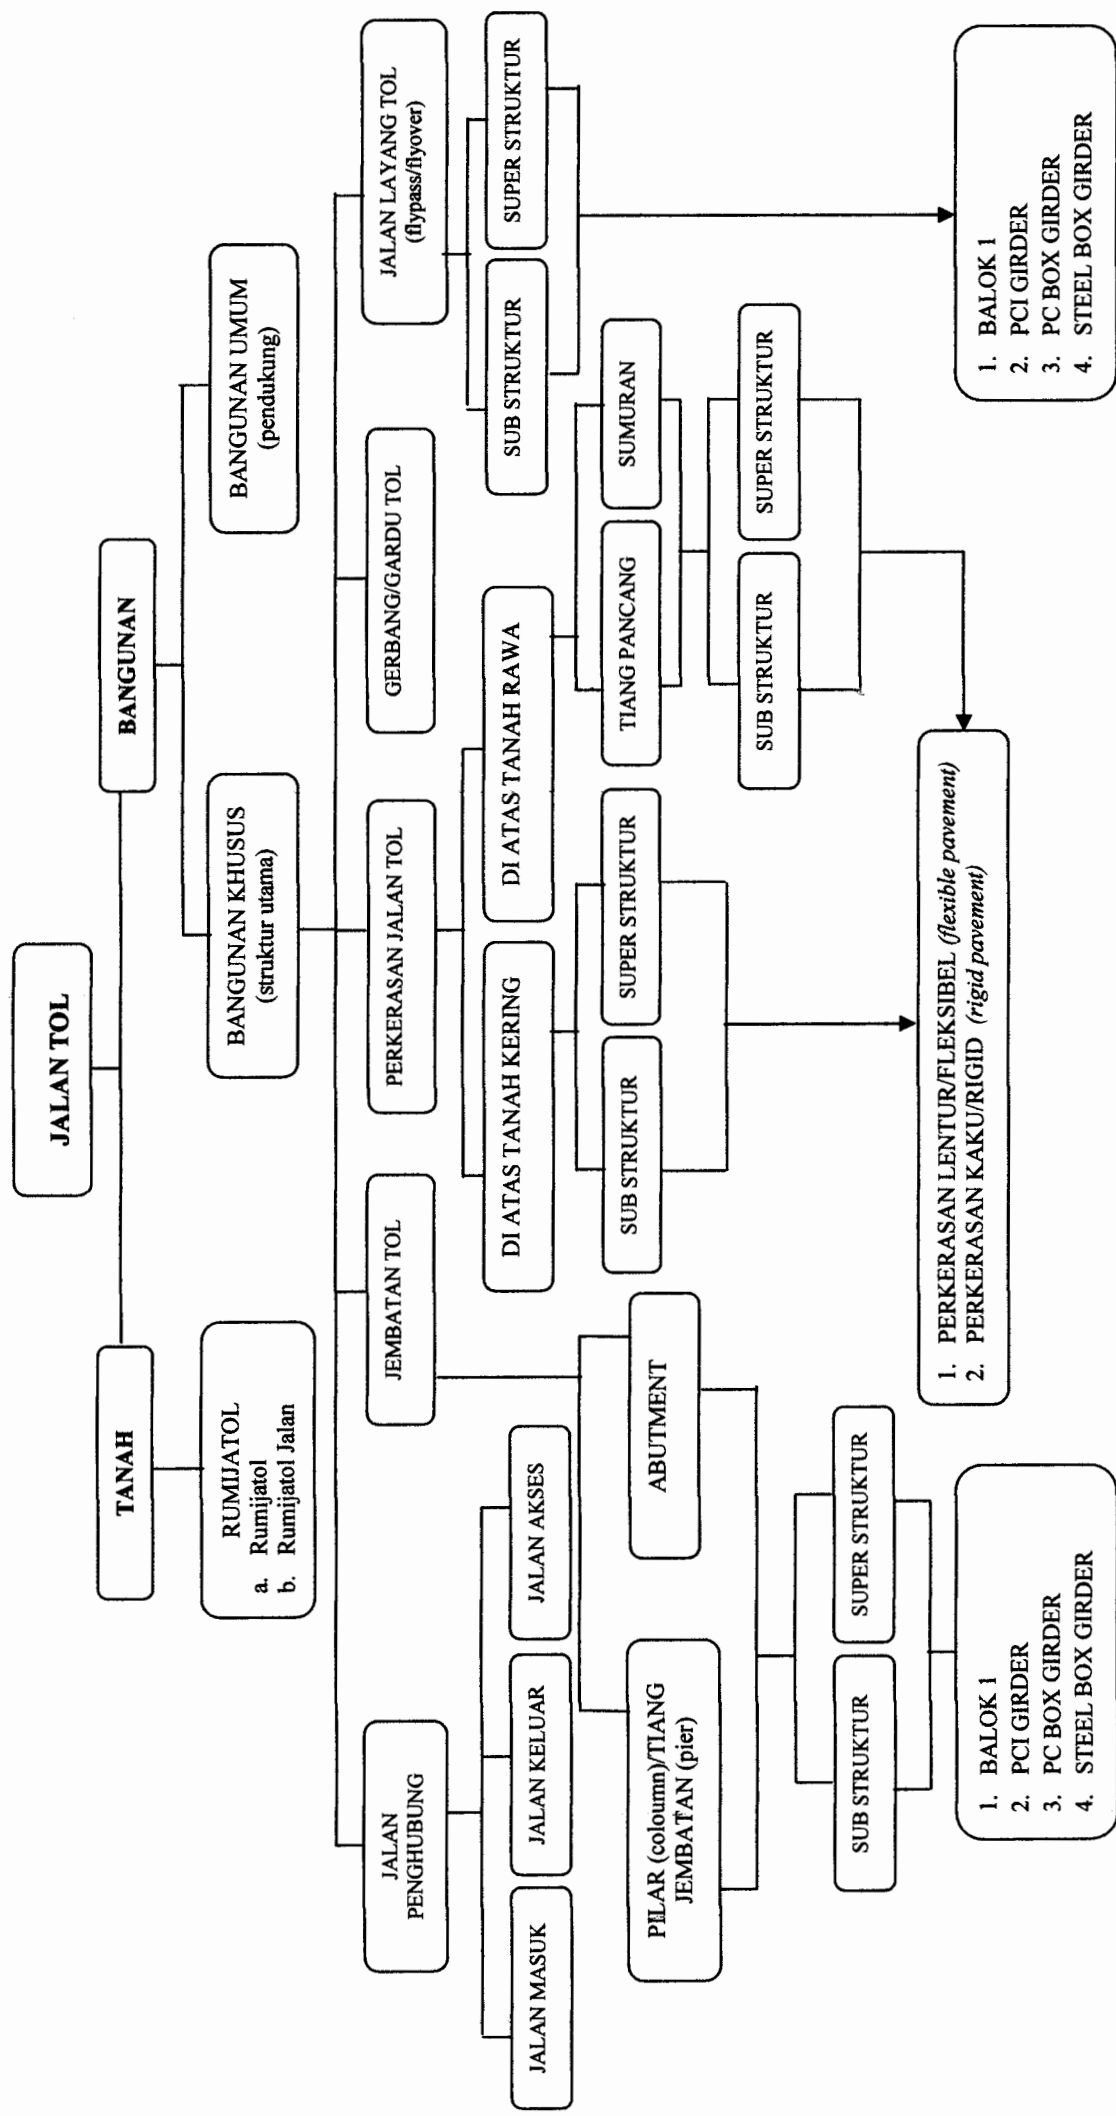 JALAN TOL
TANAH
BANGUNAN
RUMIJATOL
a. Rumijatol
b. Rumijatol Jalan
BANGUNAN KHUSUS
(struktur utama)
BANGUNAN UMUM
(pendukung)
JALAN
PENGHUBUNG
JEMBATAN TOL
PERKERASAN JALAN TOL
GERBANG/GARDU TOL
JALAN LAYANG TOL
(flypass/flyover)
JALAN MASUK
JALAN KELUAR
JALAN AKSES
DI ATAS TANAH KERING
DI ATAS TANAH RAWA
SUB STRUKTUR
SUPER STRUKTUR
PILAR (coloumn)/TIANG
JEMBATAN (pier)
ABUTMENT
SUB STRUKTUR
SUPER STRUKTUR
TIANG PANCANG
SUMURAN
SUB STRUKTUR
SUPER STRUKTUR
SUB STRUKTUR
SUPER STRUKTUR
1. PERKERASAN LENTUR/FLEKSIBEL (flexible pavement)
2. PERKERASAN KAKU/RIGID (rigid pavement)
1. BALOK 1
2. PCI GIRDER
3. PC BOX GIRDER
4. STEEL BOX GIRDER
1. BALOK 1
2. PCI GIRDER
3. PC BOX GIRDER
4. STEEL BOX GIRDER